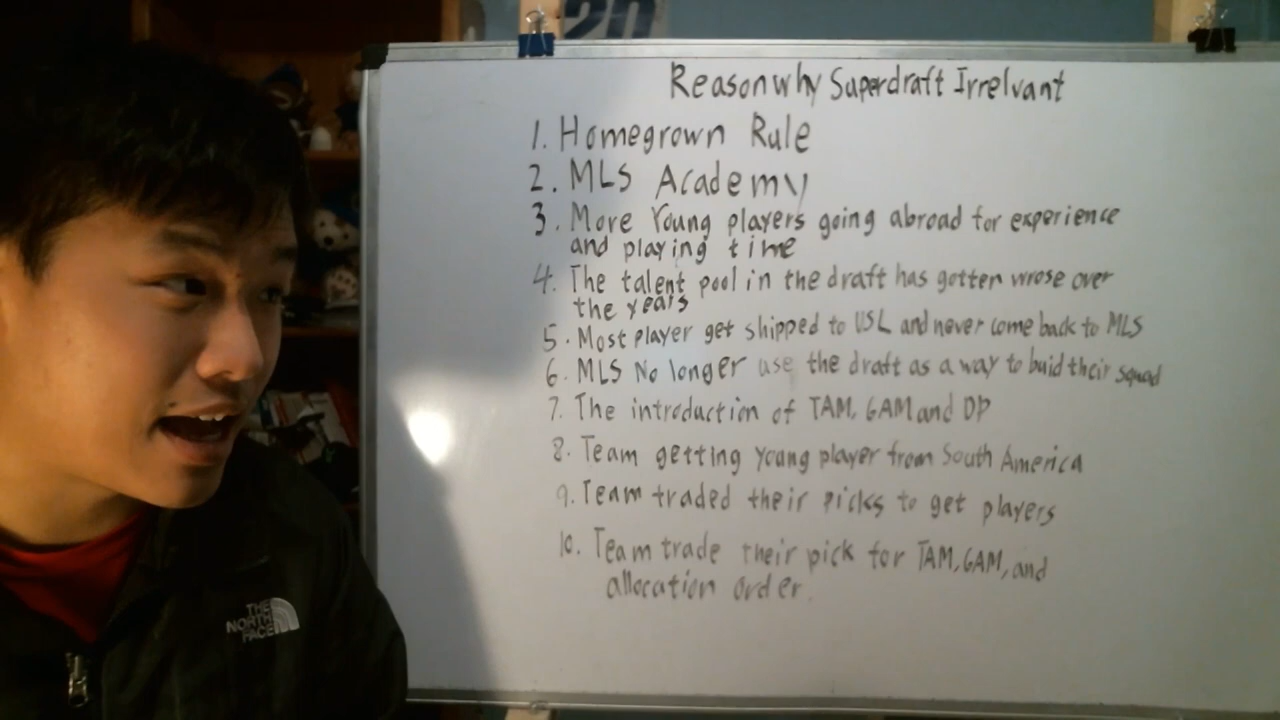 20
Reason why Superdraft Irrelvant
1. Homegrown Rule
2. MLS Academy
3. More Young players going abroad for experience
and playing time
4. The talent pool in the draft has gotten wrose over
the years
5. Most player get shipped to USL and never come back to MLS
6. MLS No longer use the draft as a way to buid their squad
7. The introduction of TAM, GAM and DP
8. Team getting young player from South America
9. Team traded their picks to get players
10. Team trade their pick for TAM, GAM, and
allocation order.
THE
NORTH
FACE